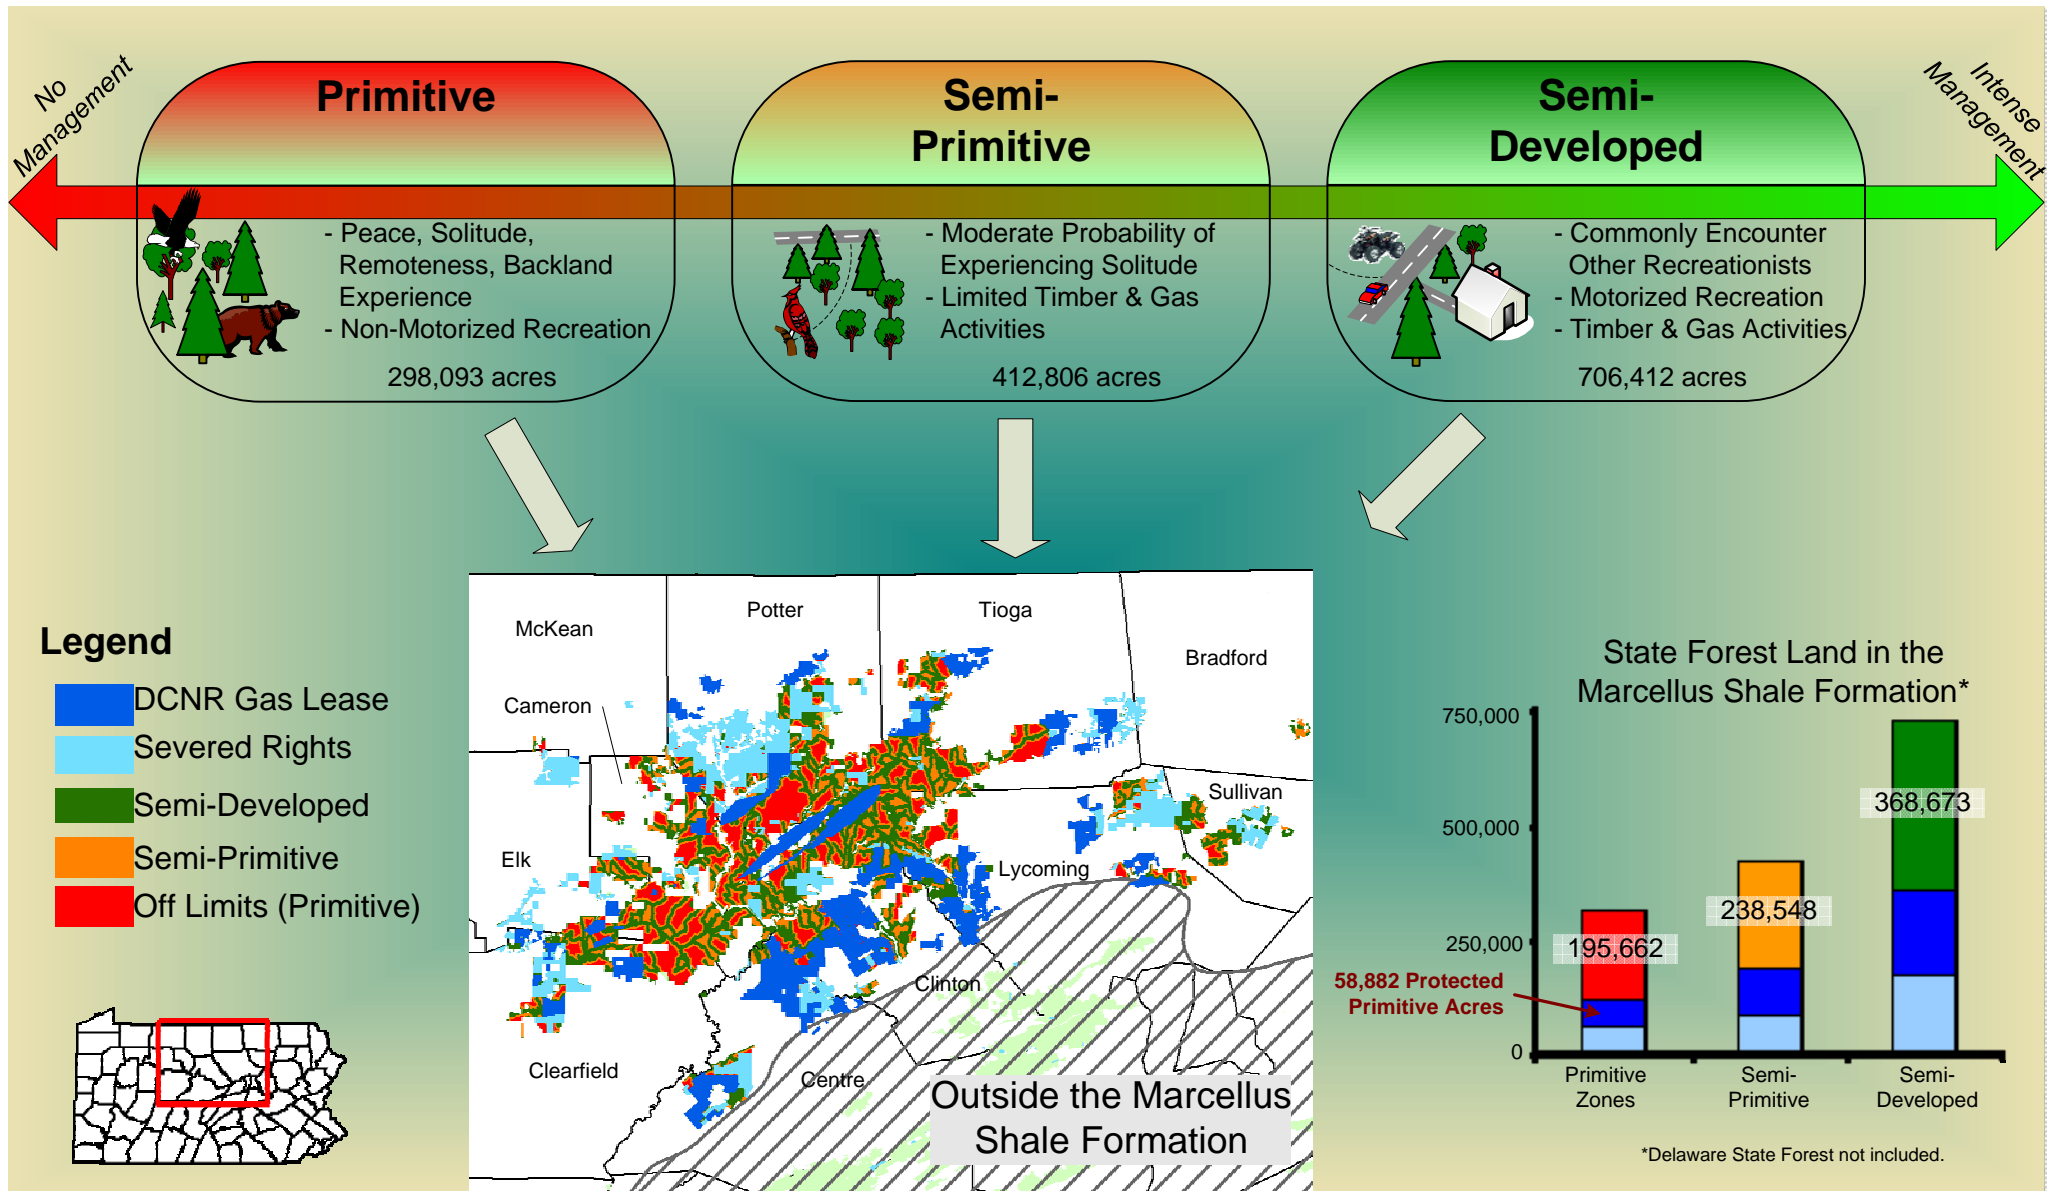 No
Management
Primitive
Semi-
Primitive
Semi-
Developed
Intense
Management
- Peace, Solitude,
Remoteness, Backland
Experience
- Non-Motorized Recreation
298,093 acres
- Moderate Probability of
Experiencing Solitude
- Limited Timber & Gas
Activities
412,806 acres
- Commonly Encounter
Other Recreationists
- Motorized Recreation
- Timber & Gas Activities
706,412 acres
Legend
DCNR Gas Lease
Severed Rights
Semi-Developed
Semi-Primitive
Off Limits (Primitive)
McKean
Potter
Tioga
Bradford
Cameron
Sullivan
Elk
Lycoming
Clinton
Clearfield
Centre
Outside the Marcellus
Shale Formation
State Forest Land in the
Marcellus Shale Formation*
750,000
500,000
250,000
0
368,673
238,548
195,662
58,882 Protected
Primitive Acres
Primitive
Zones
Semi-
Primitive
Semi-
Developed
*Delaware State Forest not included.